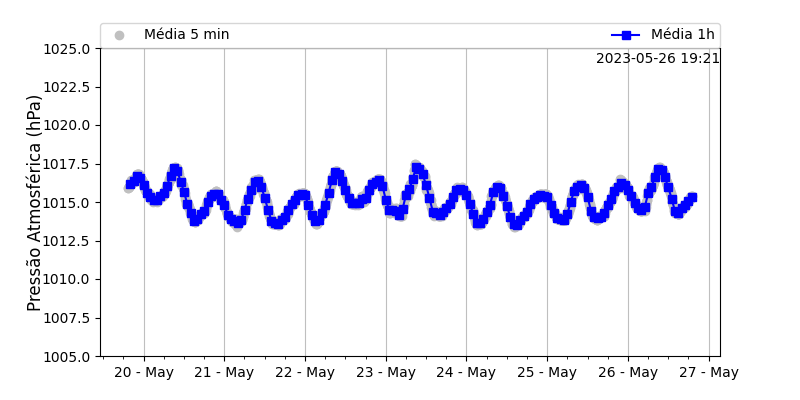 Média 5 min
Média 1h
2023-05-26 19:21
Pressão Atmosférica (hPa)
1025.0
1022.5
1020.0
1017.5
1015.0
1012.5
1010.0
1007.5
1005.0
20 - May
21 - May
22 - May
23 - May
24 - May
25 - May
26 - May
27 - May